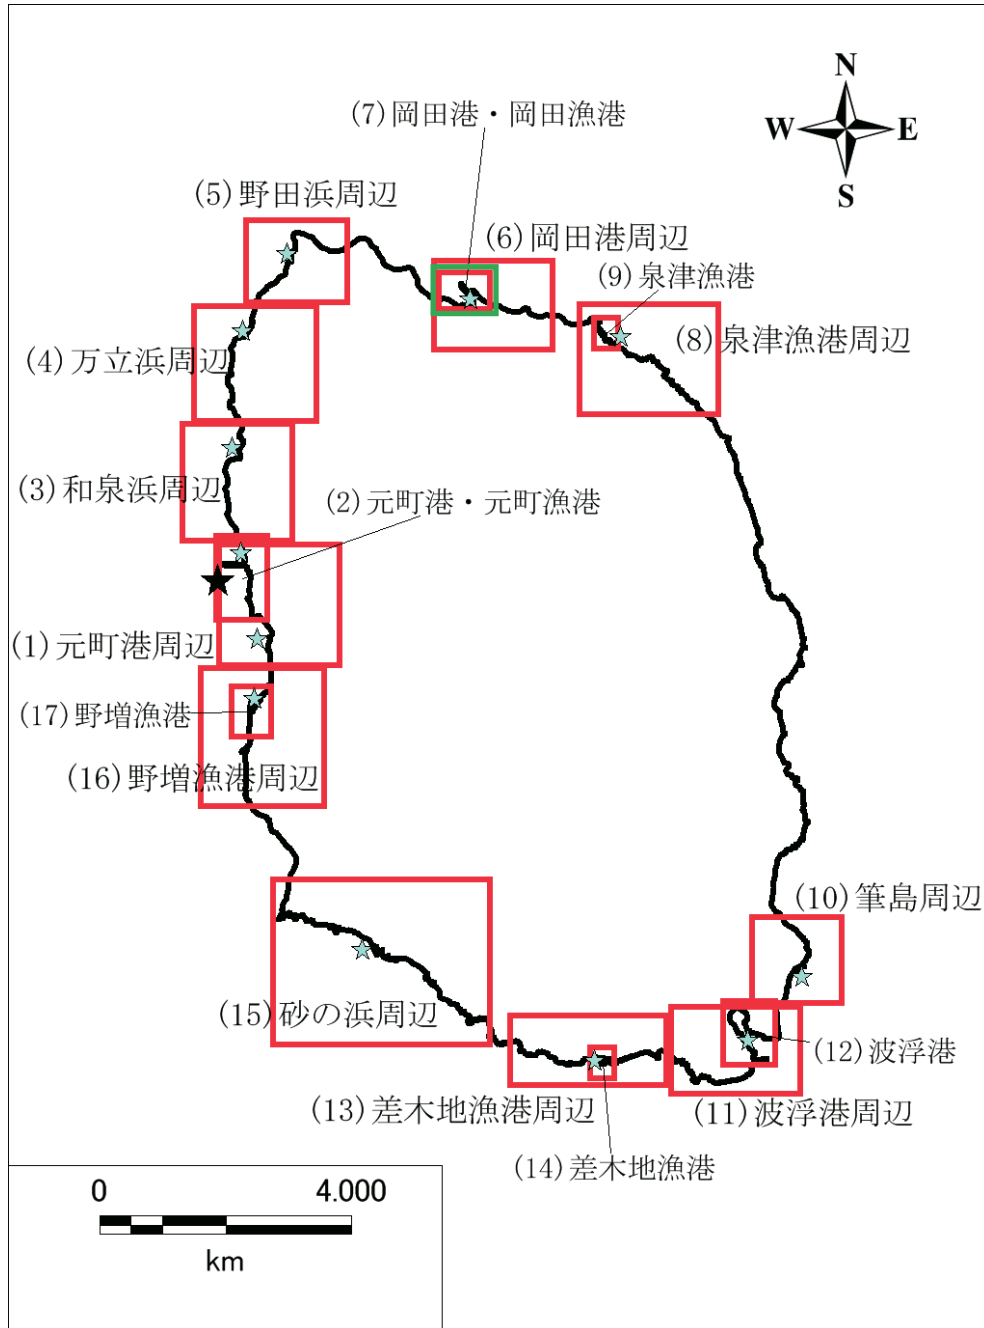 N
(7)岡田港・岡田漁港
W
E
S
(5)野田浜周辺
(6)岡田港周辺
(9)泉津漁港
(4)万立浜周辺
(8)泉津漁港周辺
(3)和泉浜周辺
(2)元町港・元町漁港
(1)元町港周辺
(17)野増漁港
(16)野増漁港周辺
(10)筆島周辺
(15)砂の浜周辺
(12)波浮港
(13)差木地漁港周辺
(11)波浮港周辺
(14)差木地漁港
0
4.000
km